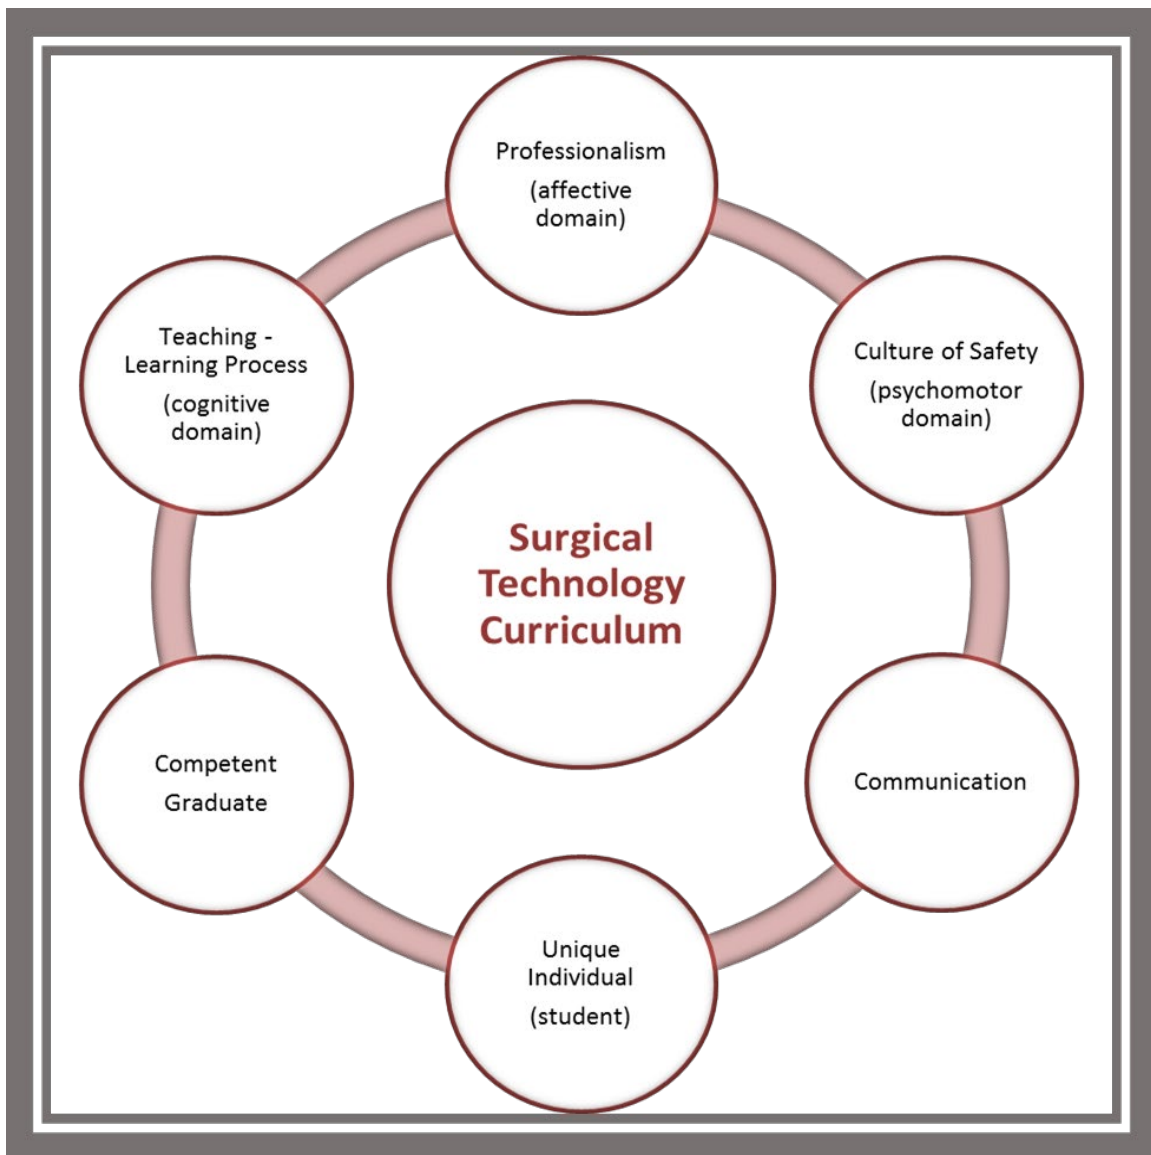 Professionalism
(affective
domain)
Culture of Safety
(psychomotor
domain)
Communication
Unique
Individual
(student)
Competent
Graduate
Teaching -
Learning Process
(cognitive
domain)
Surgical
Technology
Curriculum